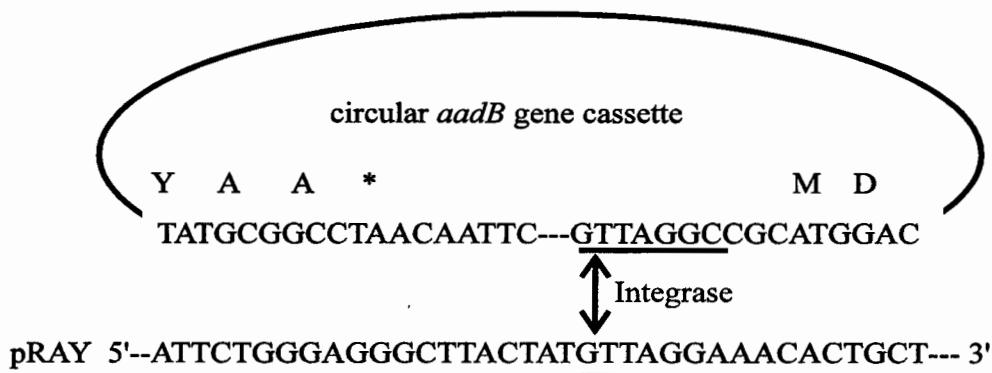 circular aadB gene cassette
Y A A * M D
TATGCGGCCTAACAATTC---GTTAGGCCGCATGGAC
Integrase
pRAY 5'--ATTCTGGGAGGGCTTACTATGTTAGGAAACACTGCT--- 3'